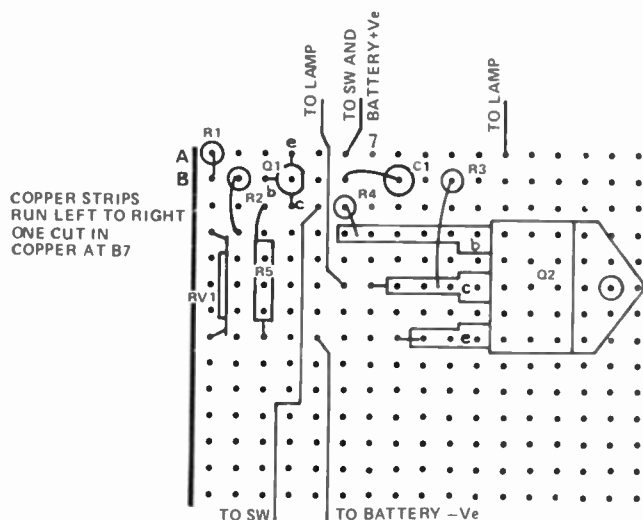 TO LAMP
TO SW AND
BATTERY+Ve
TO LAMP
7
R1
A
e
B
Q1
C1
R3
b
R2
c
R4
COPPER STRIPS
RUN LEFT TO RIGHT
ONE CUT IN
COPPER AT B7
b
R5
Q2
RV1
c
e
TO SW
TO BATTERY −Ve